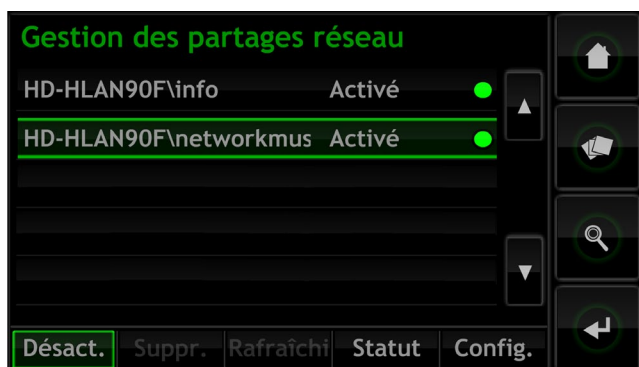 Gestion des partages réseau
HD-HLAN90F\info Activé
HD-HLAN90F\networkmus Activé
Désact. Suppr. Rafraîchi Statut Config.